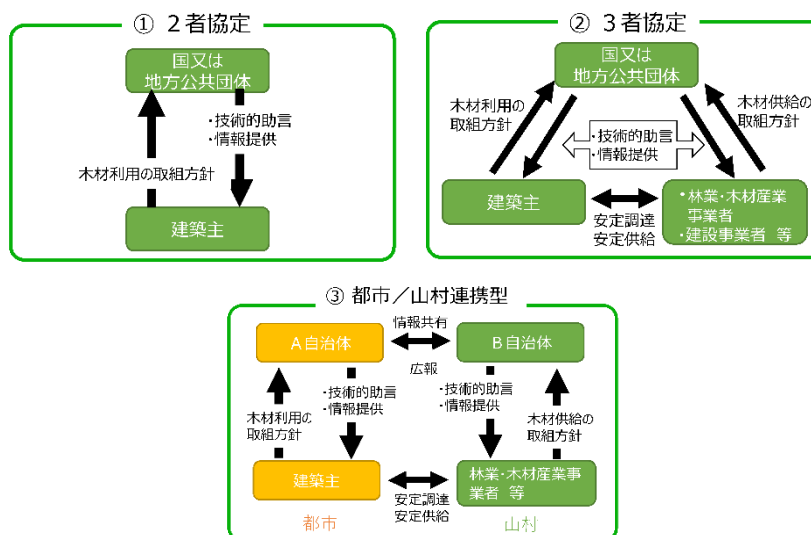 ① 2者協定
国又は
地方公共団体
・技術的助言
・情報提供
木材利用の取組方針
建築主
② 3者協定
国又は
地方公共団体
木材利用の
取組方針
木材供給の
取組方針
・技術的助言
・情報提供
建築主
安定調達
安定供給
・林業・木材産業
事業者
・建設事業者 等
③ 都市/山村連携型
情報共有
A自治体
B自治体
広報
・技術的助言
・情報提供
・技術的助言
・情報提供
木材利用の
取組方針
木材供給の
取組方針
建築主
林業・木材産業事
業者 等
安定調達
安定供給
都市
山村